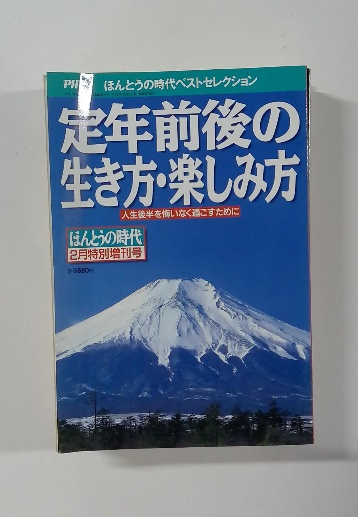 PHP ほんとうの時代ベストセレクション
定年前後の
生き方・楽しみ方
人生後半を悔いなく過ごすために
ほんとうの時代
2月特別増刊号